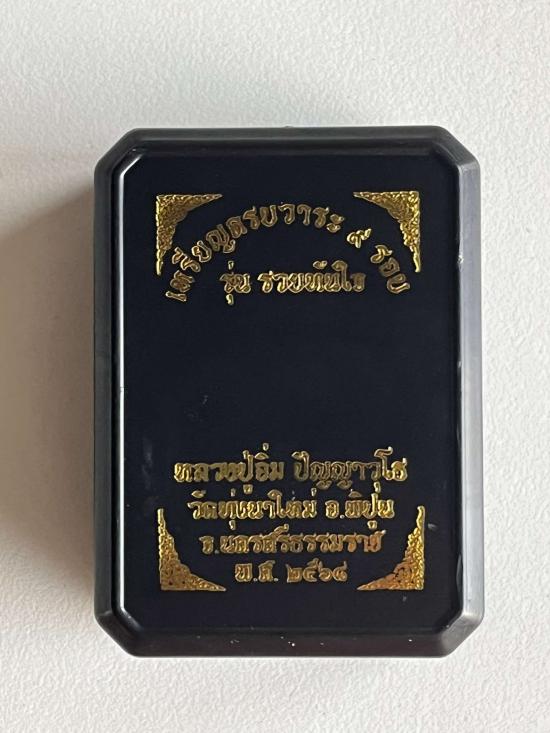 เหรียญครบวาระ ๙ รอบ
รุ่น รวยทันใจ
หลวงปู่อิ่ม ปัญญาวุโธ
วัดทุ่งนาใหม่ อ.พิปูน
จ.นครศรีธรรมราช
พ.ศ. ๒๕๖๔